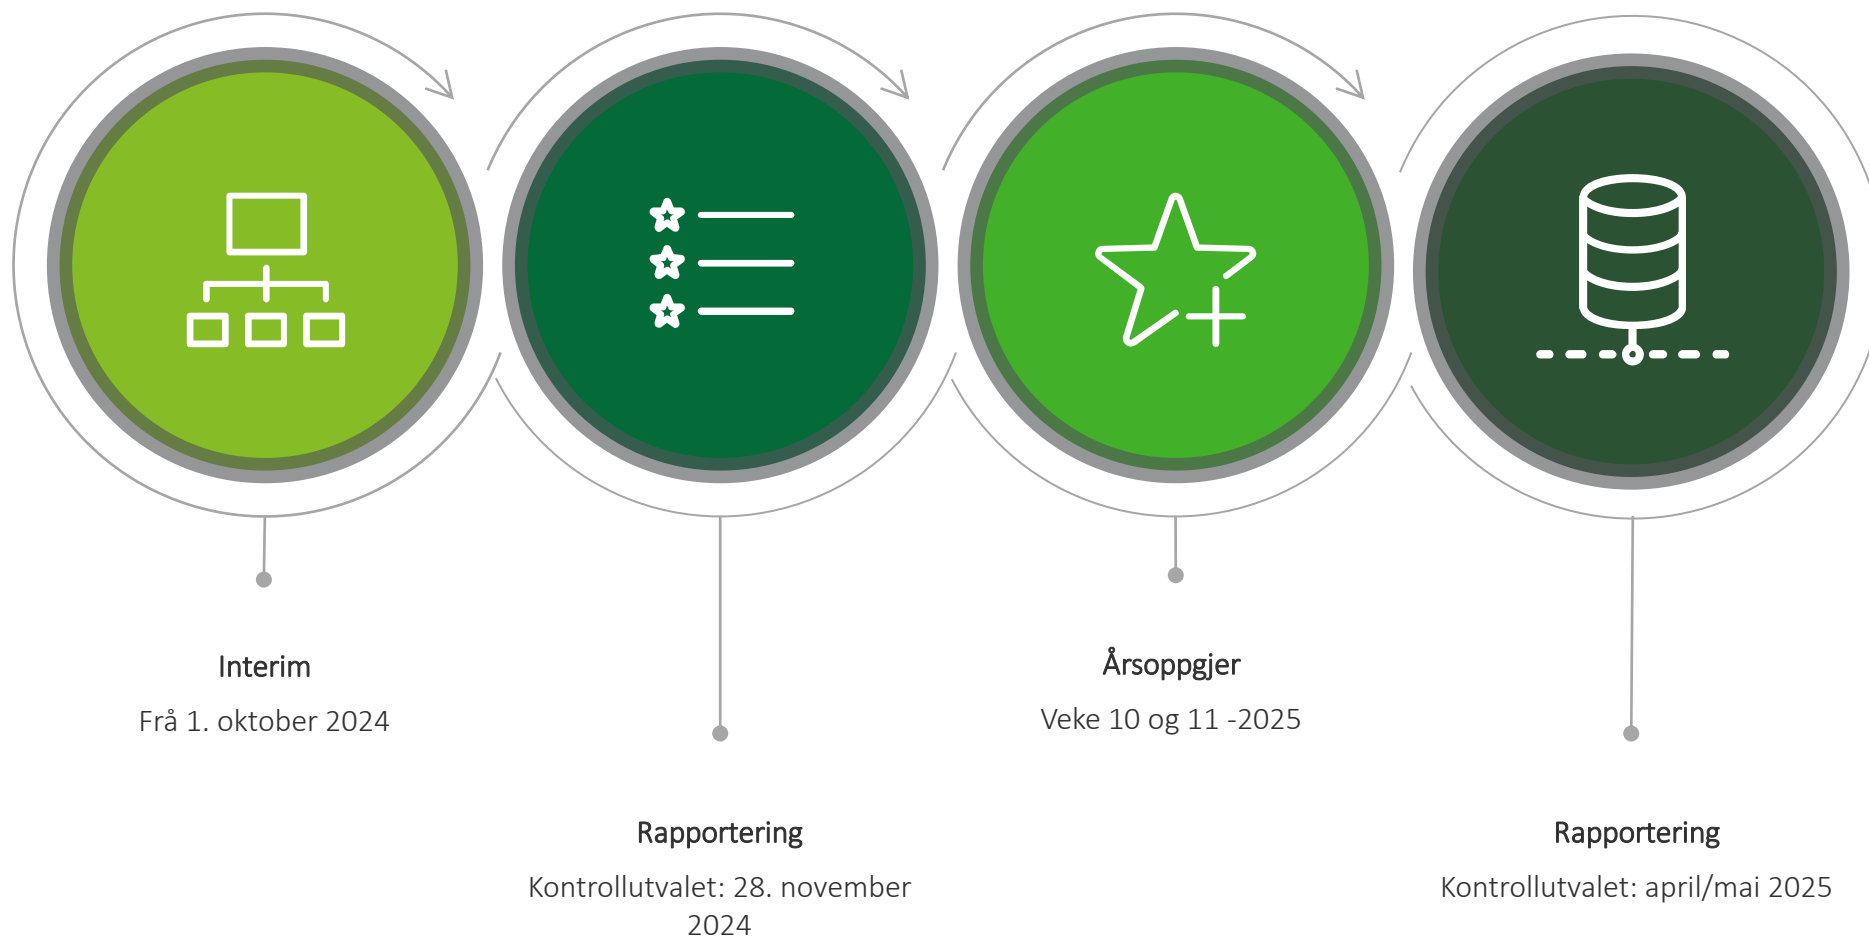 Interim
Frå 1. oktober 2024
Rapportering
Kontrollutvalet: 28. november
2024
Årsoppgjer
Veke 10 og 11 -2025
Rapportering
Kontrollutvalet: april/mai 2025